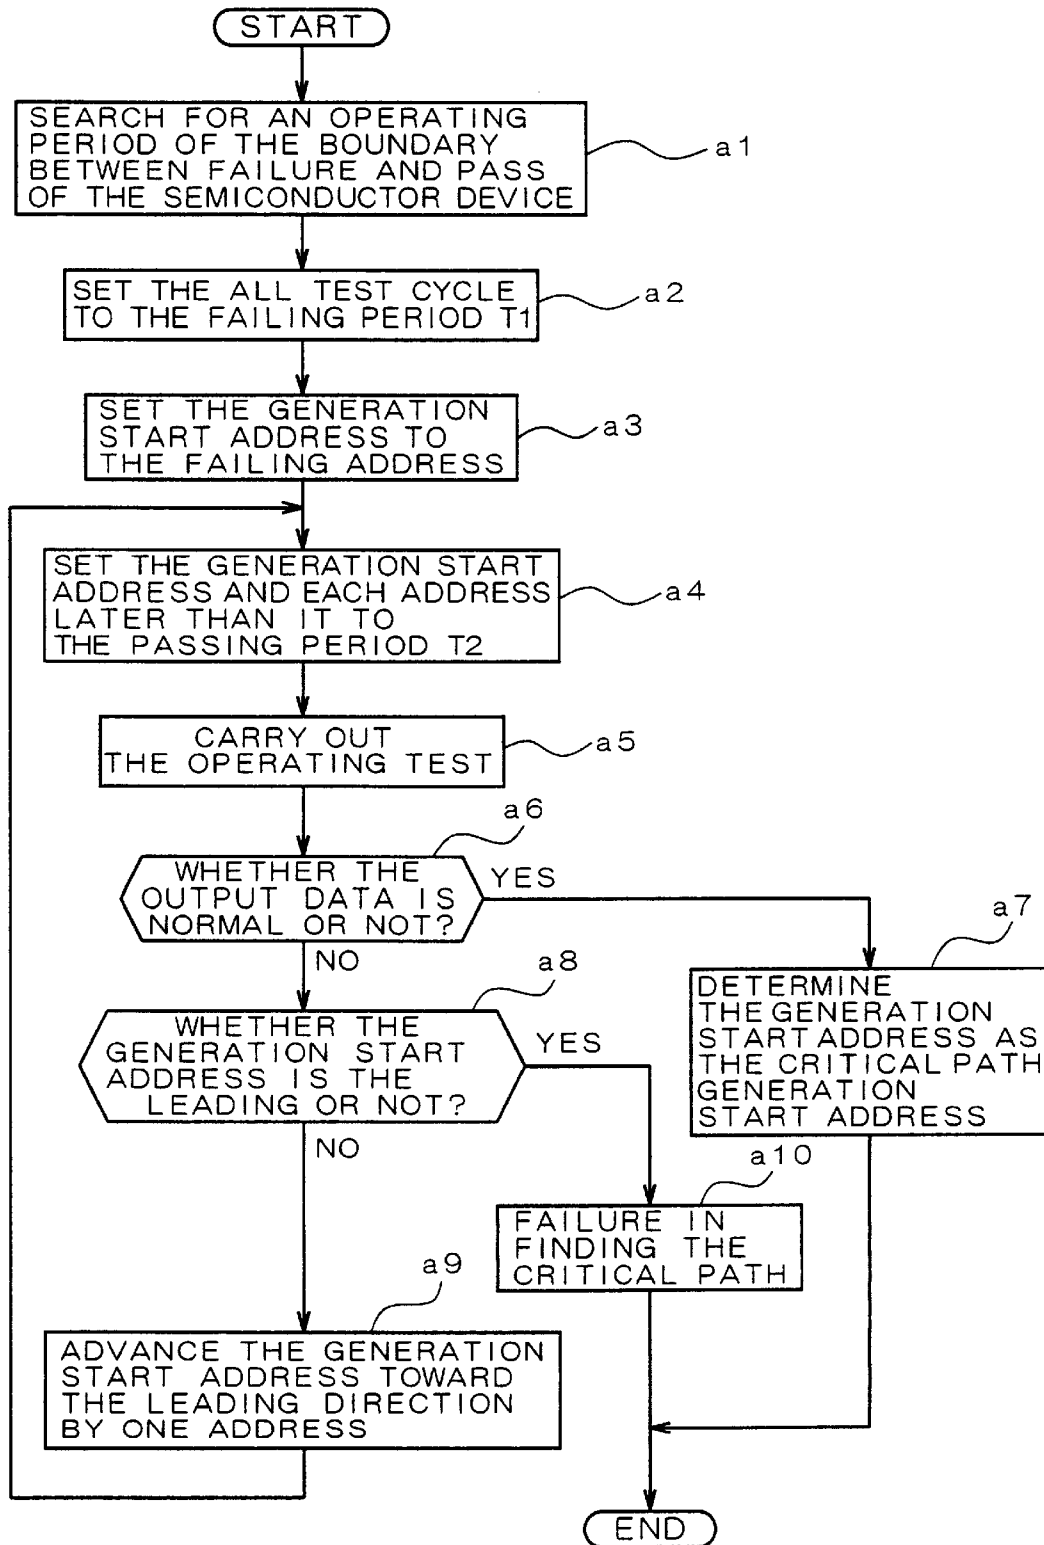 START
SEARCH FOR AN OPERATING
PERIOD OF THE BOUNDARY
BETWEEN FAILURE AND PASS
OF THE SEMICONDUCTOR DEVICE
a1
SET THE ALL TEST CYCLE
TO THE FAILING PERIOD T1
a2
SET THE GENERATION
START ADDRESS TO
THE FAILING ADDRESS
a3
SET THE GENERATION START
ADDRESS AND EACH ADDRESS
LATER THAN IT TO
THE PASSING PERIOD T2
a4
CARRY OUT
THE OPERATING TEST
a5
a6
WHETHER THE
OUTPUT DATA IS
NORMAL OR NOT?
YES
NO
a7
DETERMINE
THE GENERATION
START ADDRESS AS
THE CRITICAL PATH
GENERATION
START ADDRESS
a8
WHETHER THE
GENERATION START
ADDRESS IS THE
LEADING OR NOT?
YES
NO
a10
FAILURE IN
FINDING THE
CRITICAL PATH
a9
ADVANCE THE GENERATION
START ADDRESS TOWARD
THE LEADING DIRECTION
BY ONE ADDRESS
END